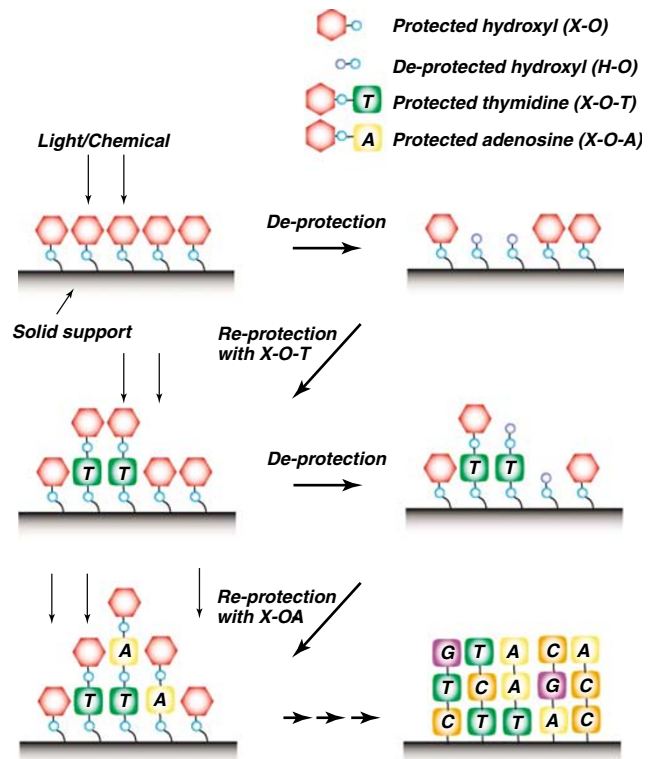 Protected hydroxyl (X-O)
De-protected hydroxyl (H-O)
T Protected thymidine (X-O-T)
A Protected adenosine (X-O-A)
Light/Chemical
De-protection
Solid support
Re-protection
with X-O-T
T T
De-protection
T T
Re-protection
with X-OA
A
T T A
G T A C A
T C A G C
C T T A C